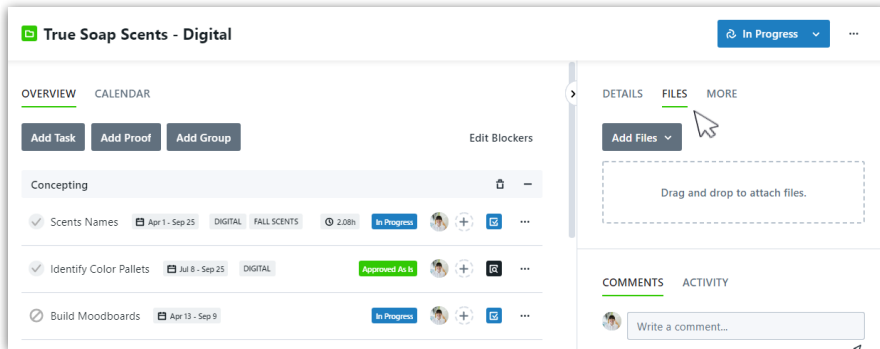 True Soap Scents - Digital
In Progress
OVERVIEW CALENDAR
Add Task Add Proof Add Group Edit Blockers
Concepting
Scents Names Apr 1 - Sep 25 DIGITAL FALL SCENTS 2.08h In Progress
Identify Color Pallets Jul 8 - Sep 25 DIGITAL Approved As Is
Build Moodboards Apr 13 - Sep 9 In Progress
DETAILS FILES MORE
Add Files
Drag and drop to attach files.
COMMENTS ACTIVITY
Write a comment...